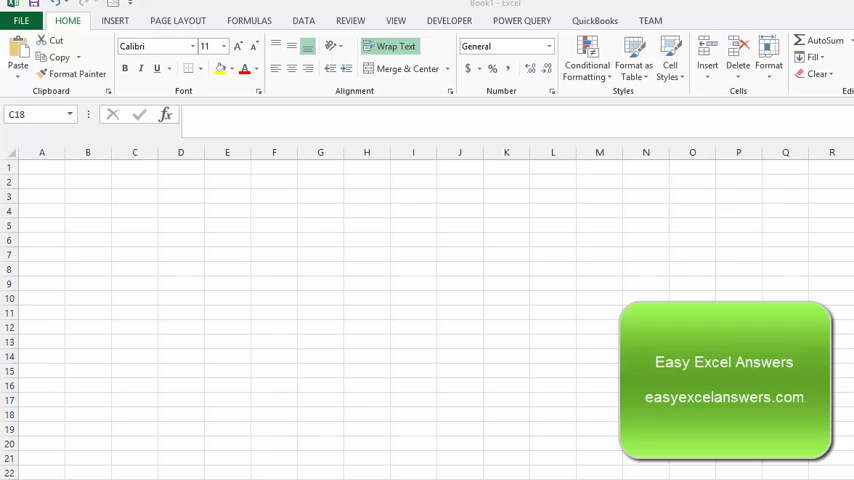 Book1 - Excel
FILE HOME INSERT PAGE LAYOUT FORMULAS DATA REVIEW VIEW DEVELOPER POWER QUERY QuickBooks TEAM
Cut Calibri 11 Wrap Text General AutoSum
Copy Fill
Paste Conditional Format as Cell Insert Delete Format
Format Painter B I U A Merge & Center $ % , Formatting Table Styles Clear
Clipboard Font Alignment Number Styles Cells
C18 fx
A B C D E F G H I J K L M N O P Q R
1
2
3
4
5
6
7
8
9
10
11
12
13
14
15
16
17
18
19
20
21
22
Easy Excel Answers
easyexcelanswers.com